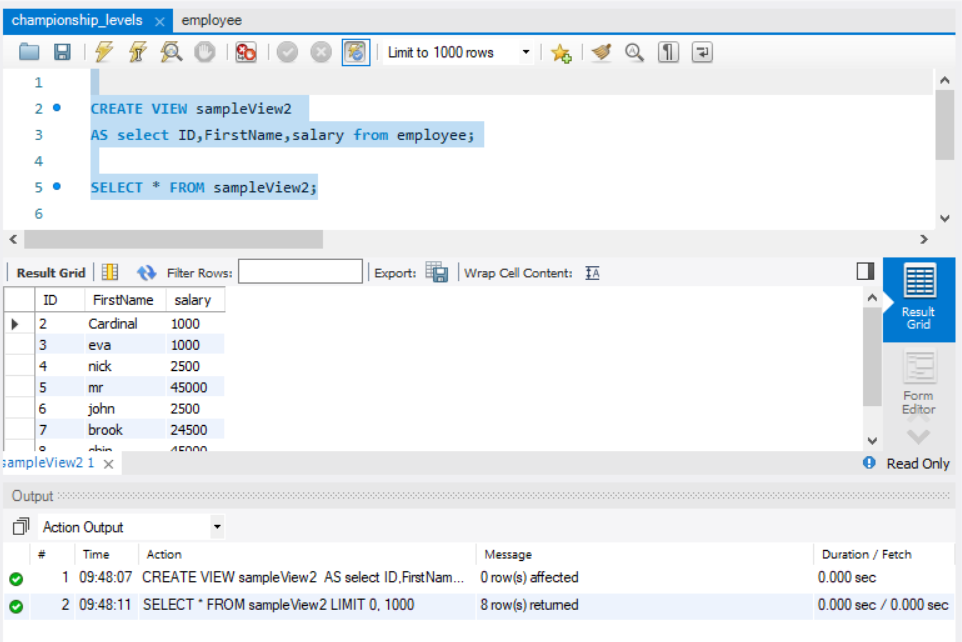 championship_levels × employee
Limit to 1000 rows
1
2 CREATE VIEW sampleView2
3 AS select ID,FirstName,salary from employee;
4
5 SELECT * FROM sampleView2;
6
Result Grid Filter Rows: Export: Wrap Cell Content: IA
ID FirstName salary
2 Cardinal 1000
3 eva 1000
4 nick 2500
5 mr 45000
6 john 2500
7 brook 24500
Result
Grid
Form
Editor
sampleView2 1 × Read Only
Output
Action Output
# Time Action Message Duration / Fetch
1 09:48:07 CREATE VIEW sampleView2 AS select ID,FirstNam... 0 row(s) affected 0.000 sec
2 09:48:11 SELECT * FROM sampleView2 LIMIT 0, 1000 8 row(s) returned 0.000 sec / 0.000 sec